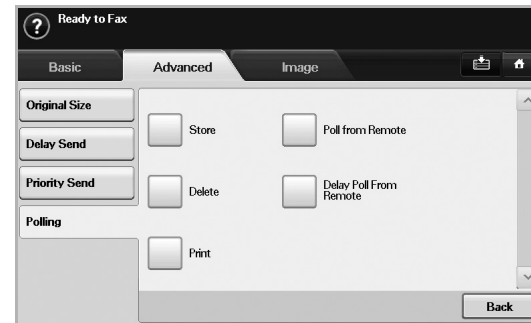 ?
Ready to Fax
Basic
Advanced
Image
Original Size
Delay Send
Priority Send
Polling
Store
Poll from Remote
Delete
Delay Poll From
Remote
Print
Back